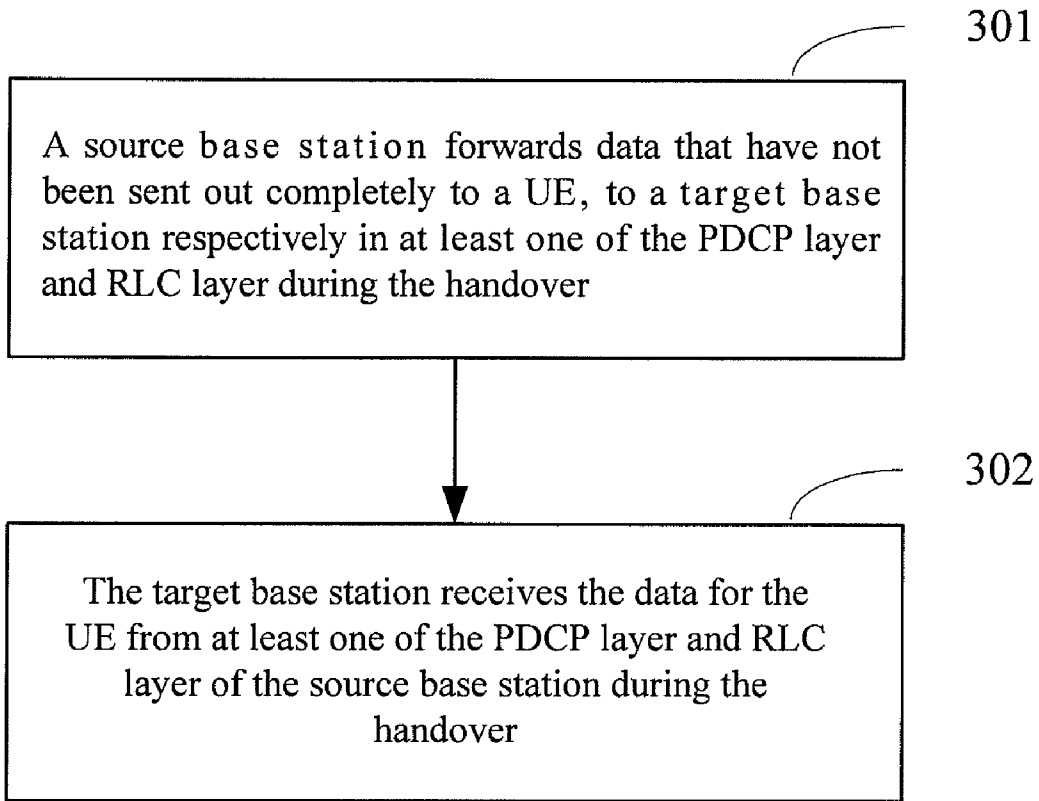 301
A source base station forwards data that have not
been sent out completely to a UE, to a target base
station respectively in at least one of the PDCP layer
and RLC layer during the handover
302
The target base station receives the data for the
UE from at least one of the PDCP layer and RLC
layer of the source base station during the
handover